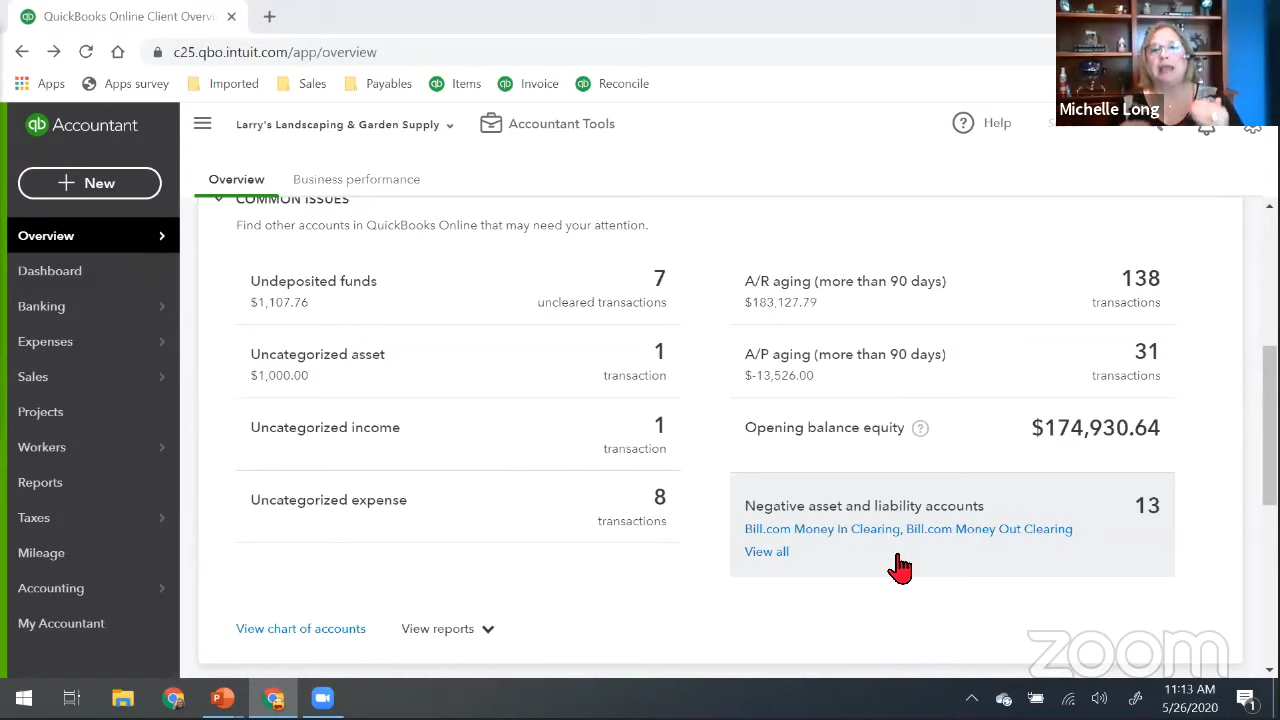 QuickBooks Online Client Overvi
c25.qbo.intuit.com/app/overview
Apps
Apps survey
Imported
Sales
Payables
Items
Invoice
Reconcile
Michelle Long
qb Accountant
Larry's Landscaping & Garden Supply
Accountant Tools
? Help
+ New
Overview
Business performance
Overview
Dashboard
Banking
Expenses
Sales
Projects
Workers
Reports
Taxes
Mileage
Accounting
My Accountant
COMMON ISSUES
Find other accounts in QuickBooks Online that may need your attention.
Undeposited funds
7
$1,107.76
uncleared transactions
Uncategorized asset
1
$1,000.00
transaction
Uncategorized income
1
transaction
Uncategorized expense
8
transactions
A/R aging (more than 90 days)
138
$183,127.79
transactions
A/P aging (more than 90 days)
31
$-13,526.00
transactions
Opening balance equity ?
$174,930.64
Negative asset and liability accounts
13
Bill.com Money In Clearing, Bill.com Money Out Clearing
View all
View chart of accounts
View reports
zoom
11:13 AM
5/26/2020
1